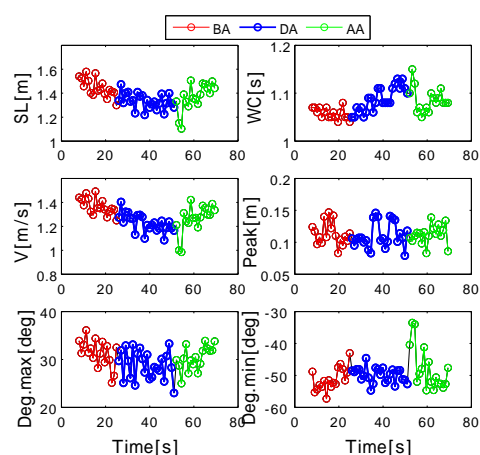 BA DA AA
1.6
1.4
1.2
1
0 20 40 60 80
SL[m]
1.2
1.1
1
0 20 40 60 80
WC[s]
1.4
1.2
1
0.8
0 20 40 60 80
V[m/s]
0.2
0.15
0.1
0.05
0 20 40 60 80
Peak[m]
40
30
20
0 20 40 60 80
Deg.max[deg]
Time[s]
-30
-40
-50
-60
0 20 40 60 80
Deg.min[deg]
Time[s]